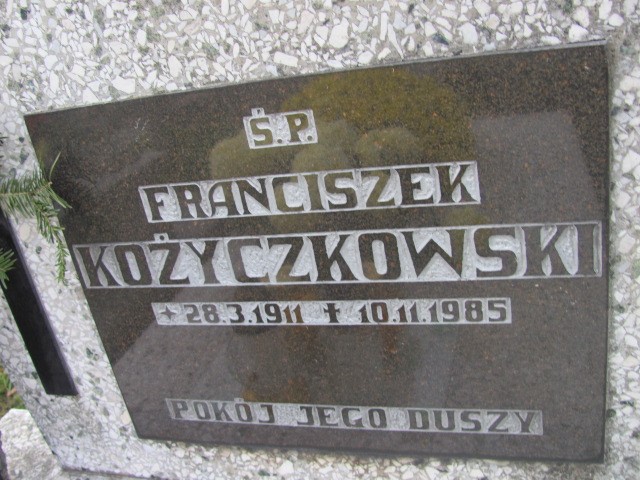 Ś.P.
FRANCISZEK
KOŻYCZKOWSKI
✶ 28.3.1911 ✝ 10.11.1985
POKÓJ JEGO DUSZY